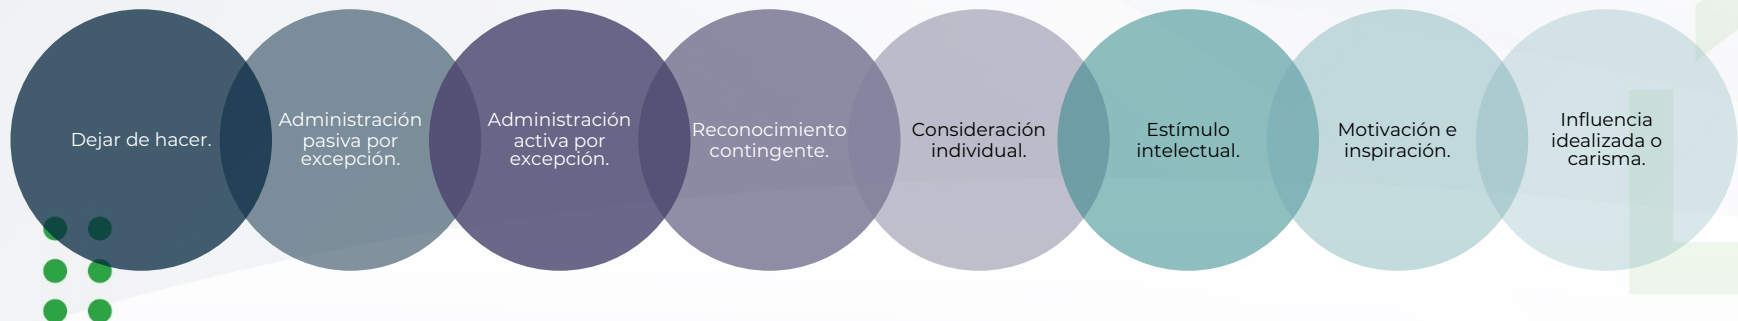 Dejar de hacer.
Administración
pasiva por
excepción.
Administración
activa por
excepción.
Reconocimiento
contingente.
Consideración
individual.
Estímulo
intelectual.
Motivación e
inspiración.
Influencia
idealizada o
carisma.